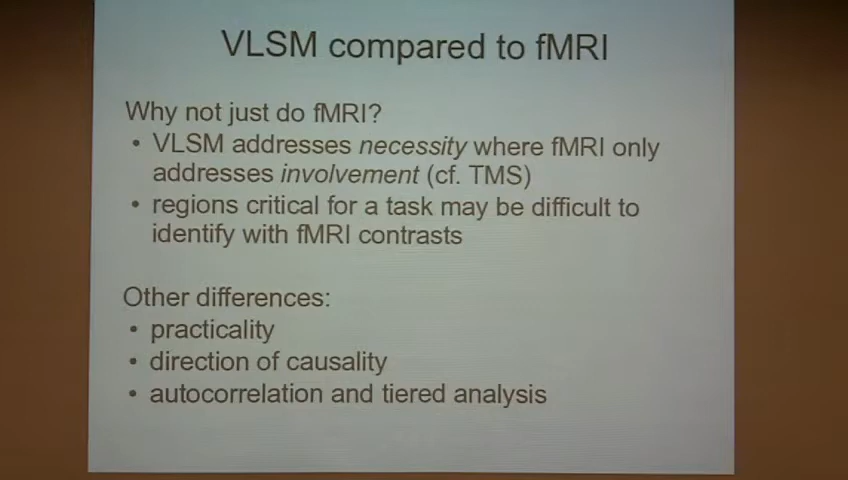 VLSM compared to fMRI
Why not just do fMRI?
• VLSM addresses necessity where fMRI only
addresses involvement (cf. TMS)
• regions critical for a task may be difficult to
identify with fMRI contrasts
Other differences:
• practicality
• direction of causality
• autocorrelation and tiered analysis